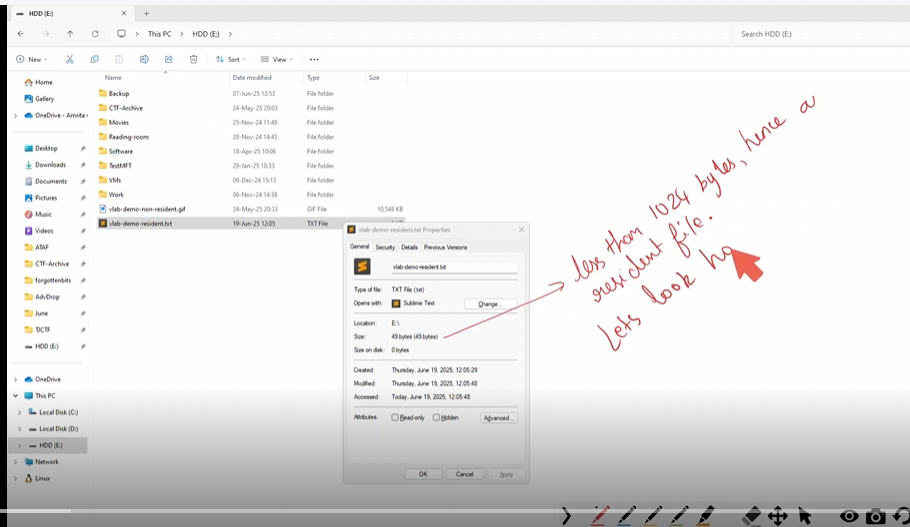 HDD (E:)
This PC > HDD (E:) >
Search HDD (E:)
New
Sort
View
Name Date modified Type Size
Home
Gallery
OneDrive - Amrita
Desktop
Downloads
Documents
Pictures
Music
Videos
ATAF
CTF-Archive
forgottenbits
AdvDrop
June
TiCTF
HDD (E:)
OneDrive
This PC
Local Disk (C:)
Local Disk (D:)
HDD (E:)
Network
Linux
Backup 07-Jun-25 12:53 File folder
CTF-Archive 24-May-25 20:03 File folder
Movies 25-Nov-24 11:49 File folder
Reading-room 28-Nov-24 14:45 File folder
Software 18-Apr-25 10:06 File folder
TestMFT 29-Jan-25 10:33 File folder
VMs 09-Dec-24 15:13 File folder
Work 06-Nov-24 14:38 File folder
vlab-demo-non-resident.gif 24-May-25 20:33 GIF File 10,548 KB
vlab-demo-resident.txt 19-Jun-25 12:05 TXT File
vlab-demo-resident.txt Properties
General Security Details Previous Versions
vlab-demo-resident.txt
Type of file: TXT File (.txt)
Opens with: Sublime Text Change...
Location: E:\
Size: 49 bytes (49 bytes)
Size on disk: 0 bytes
Created: Thursday, June 19, 2025, 12:05:29
Modified: Thursday, June 19, 2025, 12:05:48
Accessed: Today, June 19, 2025, 12:05:48
Attributes: Read-only Hidden Advanced...
OK Cancel Apply
less than 1024 bytes, hence a
resident file.
Lets look ho